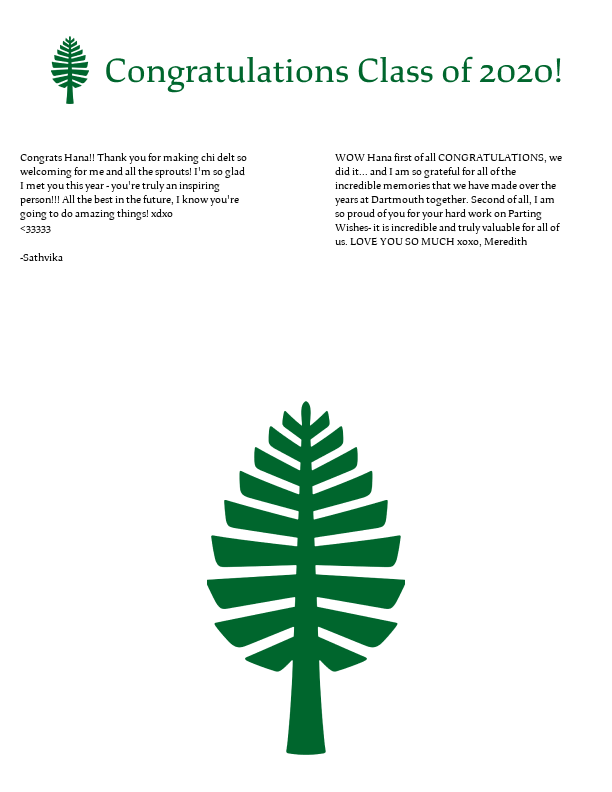 Congratulations Class of 2020!
Congrats Hana!! Thank you for making chi delt so
welcoming for me and all the sprouts! I'm so glad
I met you this year - you're truly an inspiring
person!!! All the best in the future, I know you're
going to do amazing things! xdxo
<33333
-Sathvika
WOW Hana first of all CONGRATULATIONS, we
did it... and I am so grateful for all of the
incredible memories that we have made over the
years at Dartmouth together. Second of all, I am
so proud of you for your hard work on Parting
Wishes- it is incredible and truly valuable for all of
us. LOVE YOU SO MUCH xoxo, Meredith